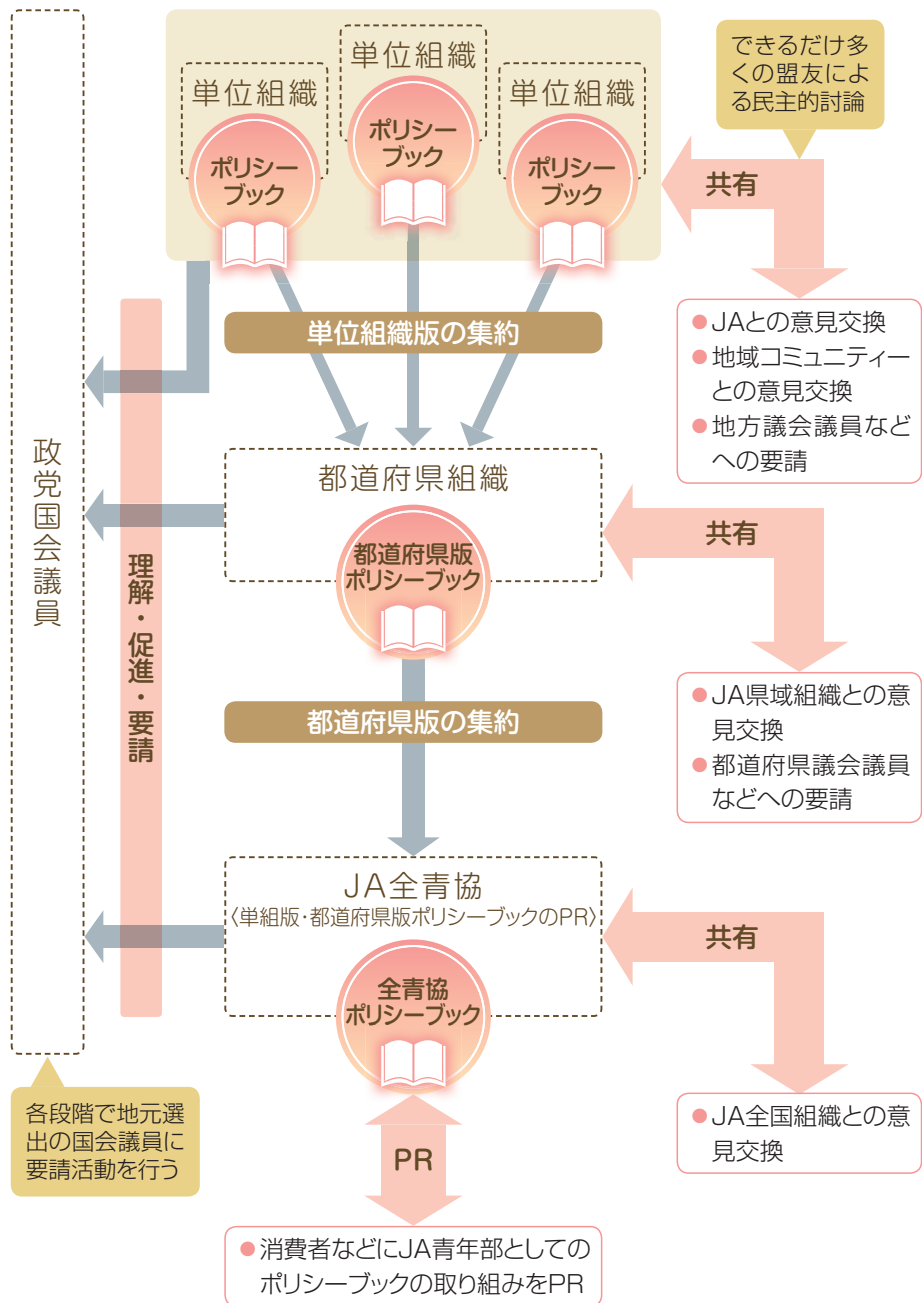 単位組織
単位組織
単位組織
ポリシー
ブック
ポリシー
ブック
ポリシー
ブック
できるだけ多
くの盟友によ
る民主的討論
共有
単位組織版の集約
●JAとの意見交換
●地域コミュニティー
との意見交換
●地方議会議員など
への要請
政党国会議員
理解・促進・要請
都道府県組織
都道府県版
ポリシーブック
共有
都道府県版の集約
●JA県域組織との意
見交換
●都道府県議会議員
などへの要請
JA全青協
〈単組版・都道府県版ポリシーブックのPR〉
全青協
ポリシーブック
共有
各段階で地元選
出の国会議員に
要請活動を行う
●JA全国組織との意
見交換
PR
●消費者などにJA青年部としての
ポリシーブックの取り組みをPR